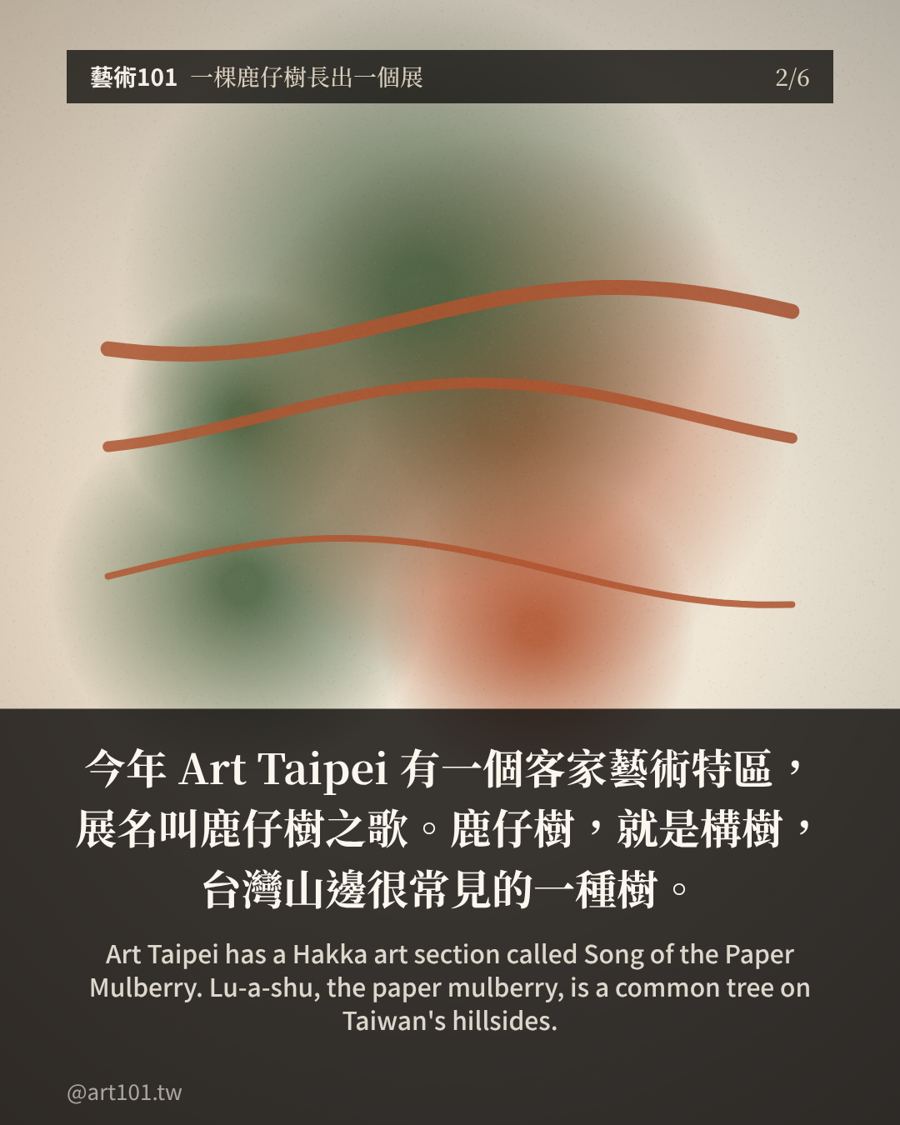 藝術101 一棵鹿仔樹長出一個展 2/6
今年 Art Taipei 有一個客家藝術特區，
展名叫鹿仔樹之歌。鹿仔樹，就是構樹，
台灣山邊很常見的一種樹。
Art Taipei has a Hakka art section called Song of the Paper
Mulberry. Lu-a-shu, the paper mulberry, is a common tree on
Taiwan's hillsides.
@art101.tw